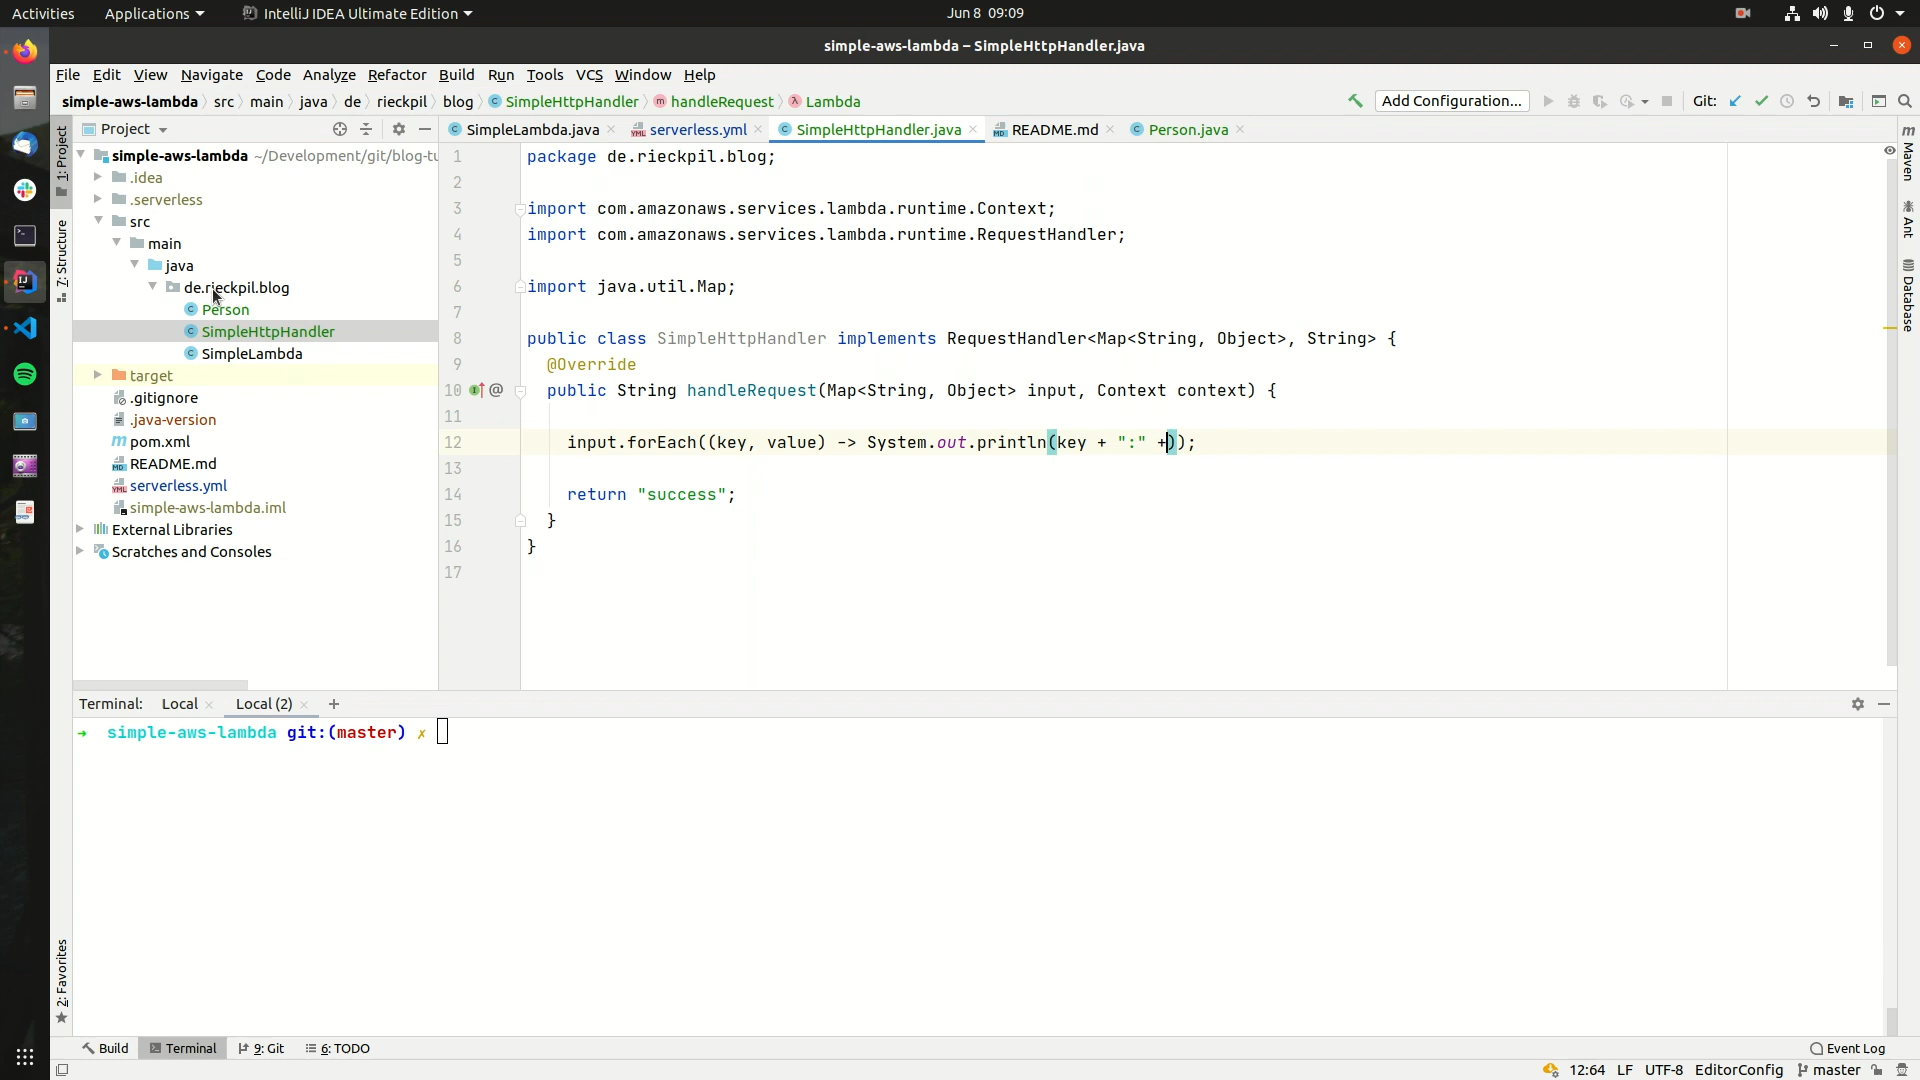 Activities Applications IntelliJ IDEA Ultimate Edition Jun 8 09:09
simple-aws-lambda – SimpleHttpHandler.java
File Edit View Navigate Code Analyze Refactor Build Run Tools VCS Window Help
simple-aws-lambda src main java de rieckpil blog SimpleHttpHandler handleRequest Lambda Add Configuration... Git:
1: Project
Project
SimpleLambda.java serverless.yml SimpleHttpHandler.java README.md Person.java
simple-aws-lambda ~/Development/git/blog-tu
.idea
.serverless
src
main
java
de.rieckpil.blog
Person
SimpleHttpHandler
SimpleLambda
target
.gitignore
.java-version
pom.xml
README.md
serverless.yml
simple-aws-lambda.iml
External Libraries
Scratches and Consoles
7: Structure
2: Favorites
1 package de.rieckpil.blog;
2
3 import com.amazonaws.services.lambda.runtime.Context;
4 import com.amazonaws.services.lambda.runtime.RequestHandler;
5
6 import java.util.Map;
7
8 public class SimpleHttpHandler implements RequestHandler<Map<String, Object>, String> {
9 @Override
10 public String handleRequest(Map<String, Object> input, Context context) {
11
12 input.forEach((key, value) -> System.out.println(key + ":" +));
13
14 return "success";
15 }
16 }
17
Maven
Ant
Database
Terminal: Local Local (2) +
➜ simple-aws-lambda git:(master) ✗
Build Terminal 9: Git 6: TODO Event Log
12:64 LF UTF-8 EditorConfig master